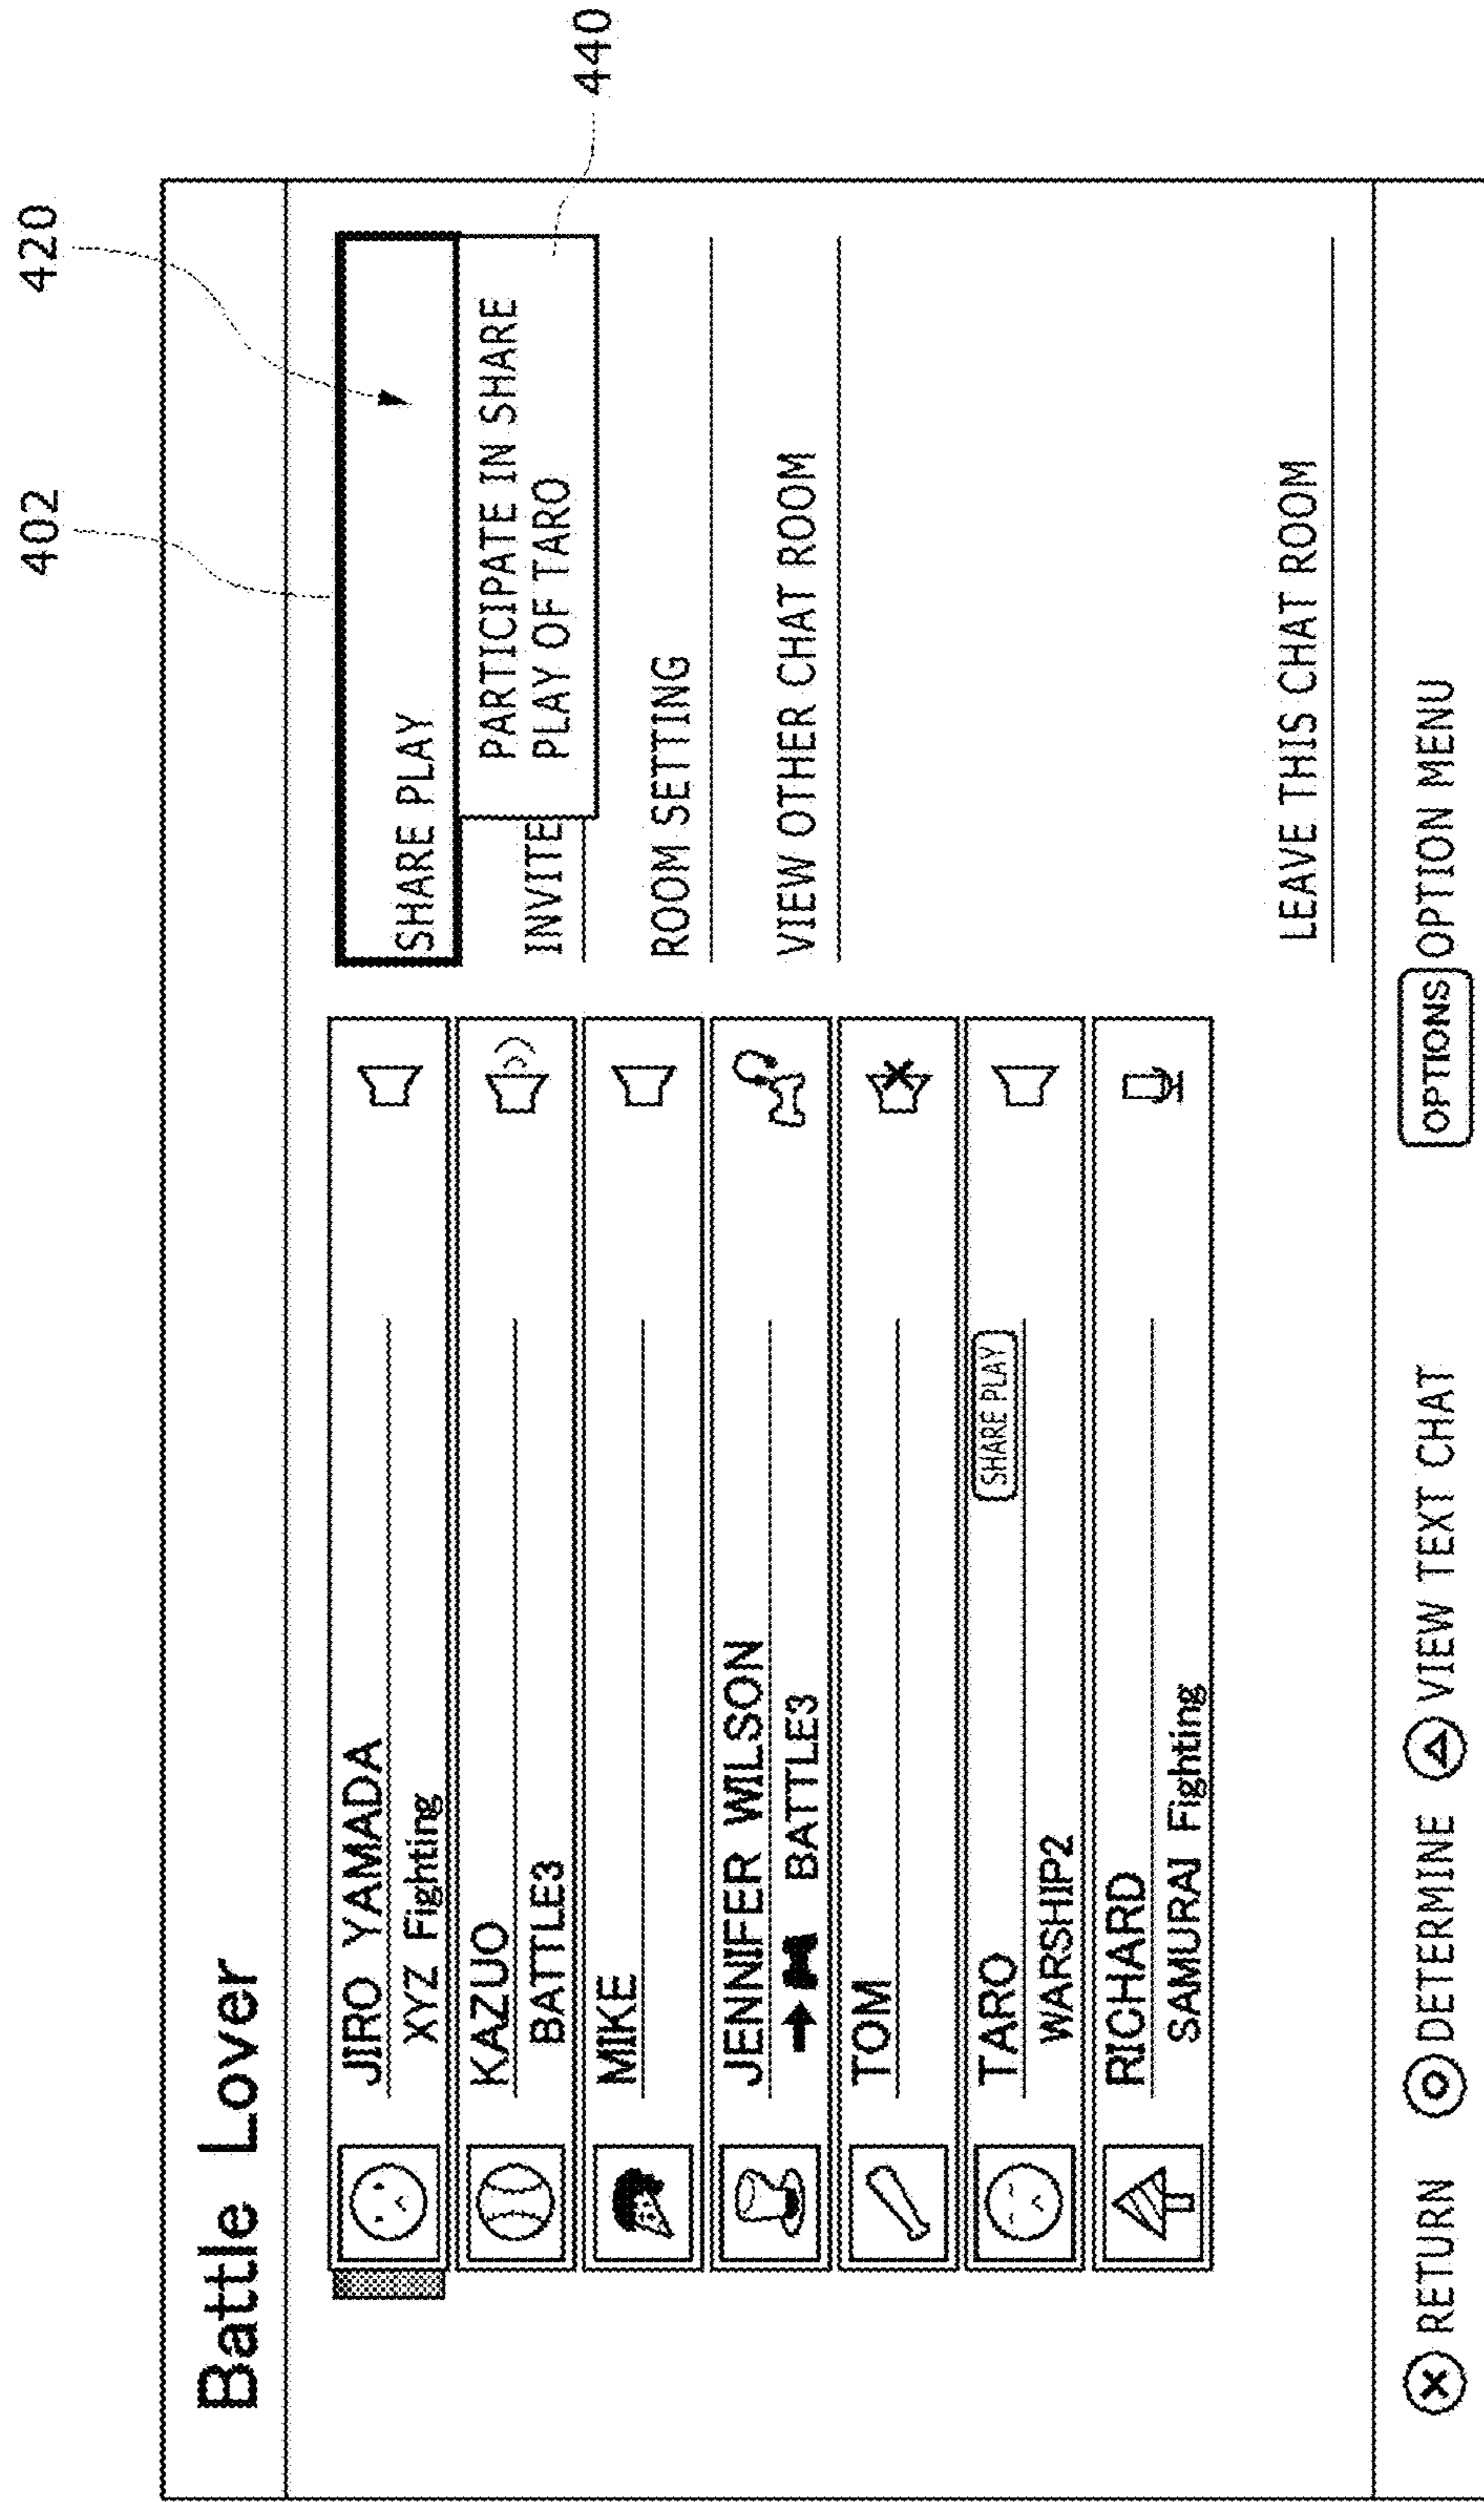 402
420
Battle Lover
JIRO YAMADA
XYZ Fighting
KAZUO
BATTLE3
MIKE
JENNIFER WILSON
BATTLE3
TOM
TARO
SHARE PLAY
WARSHIP2
RICHARD
SAMURAI Fighting
SHARE PLAY
PARTICIPATE IN SHARE
PLAY OF TARO
440
INVITE
ROOM SETTING
VIEW OTHER CHAT ROOM
LEAVE THIS CHAT ROOM
RETURN DETERMINE VIEW TEXT CHAT OPTIONS OPTION MENU